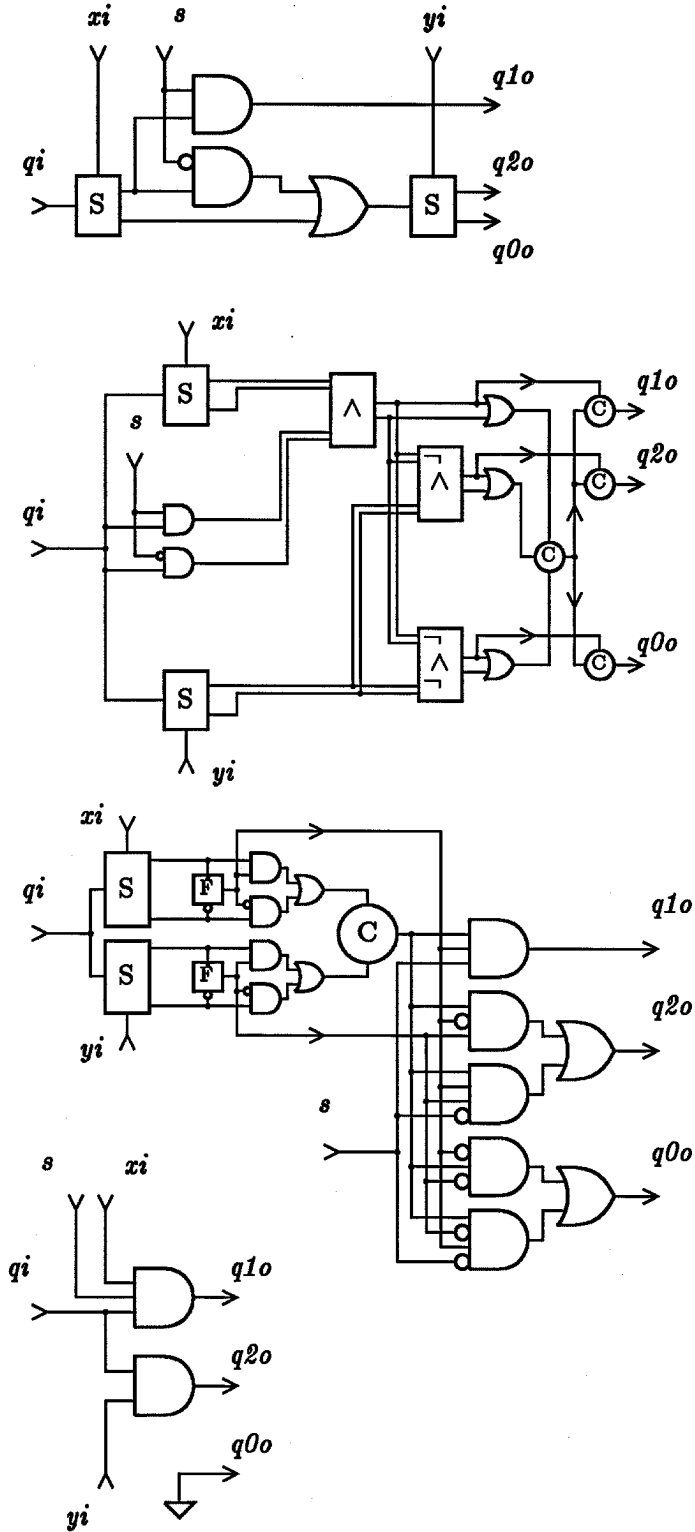 xi s yi
q1o
qi q2o
S S
q0o
xi
S ∧ q1o
C
s
¬ q2o
∧ C
qi
C
¬ q0o
∧ C
S ¬
yi
xi
qi S F q1o
C
S F
q2o
yi
s
q0o
s xi
qi q1o
q2o
q0o
yi